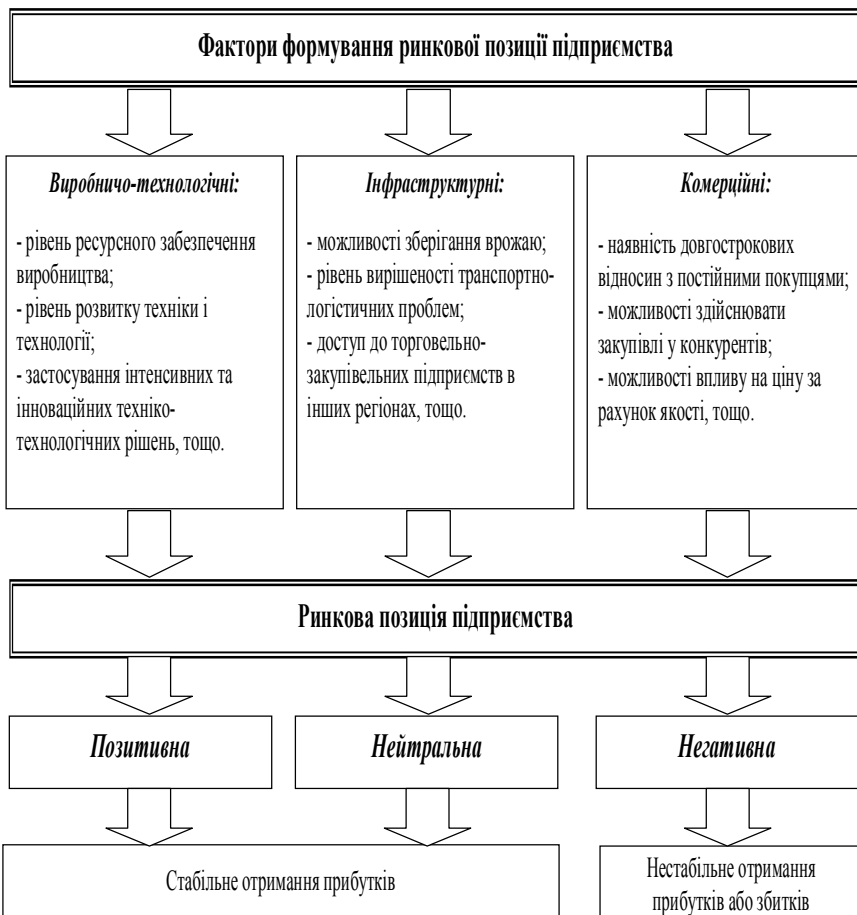 Фактори формування ринкової позиції підприємства
Виробничо-технологічні:
- рівень ресурсного забезпечення
виробництва;
- рівень розвитку техніки і
технології;
- застосування інтенсивних та
інноваційних техніко-
технологічних рішень, тощо.
Інфраструктурні:
- можливості зберігання врожаю;
- рівень вирішеності транспортно-
логістичних проблем;
- доступ до торговельно-
закупівельних підприємств в
інших регіонах, тощо.
Комерційні:
- наявність довгострокових
відносин з постійними покупцями;
- можливості здійснювати
закупівлі у конкурентів;
- можливості впливу на ціну за
рахунок якості, тощо.
Ринкова позиція підприємства
Позитивна
Нейтральна
Негативна
Стабільне отримання прибутків
Нестабільне отримання
прибутків або збитків